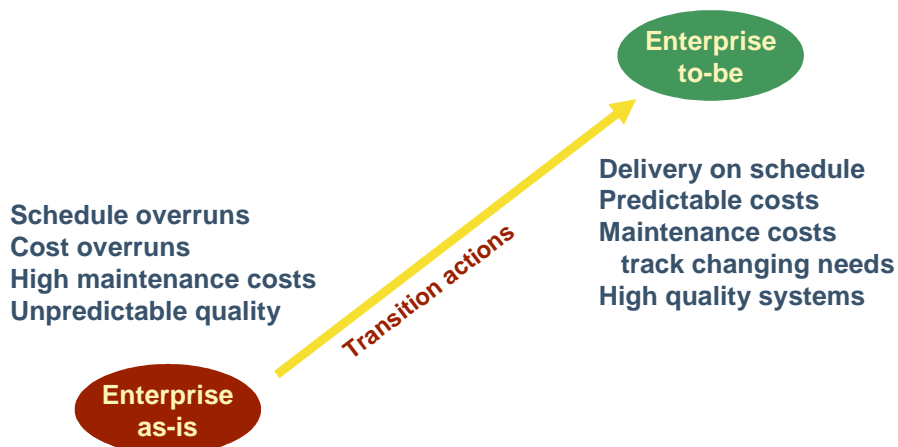 Enterprise
to-be
Delivery on schedule
Predictable costs
Maintenance costs
track changing needs
High quality systems
Schedule overruns
Cost overruns
High maintenance costs
Unpredictable quality
Transition actions
Enterprise
as-is